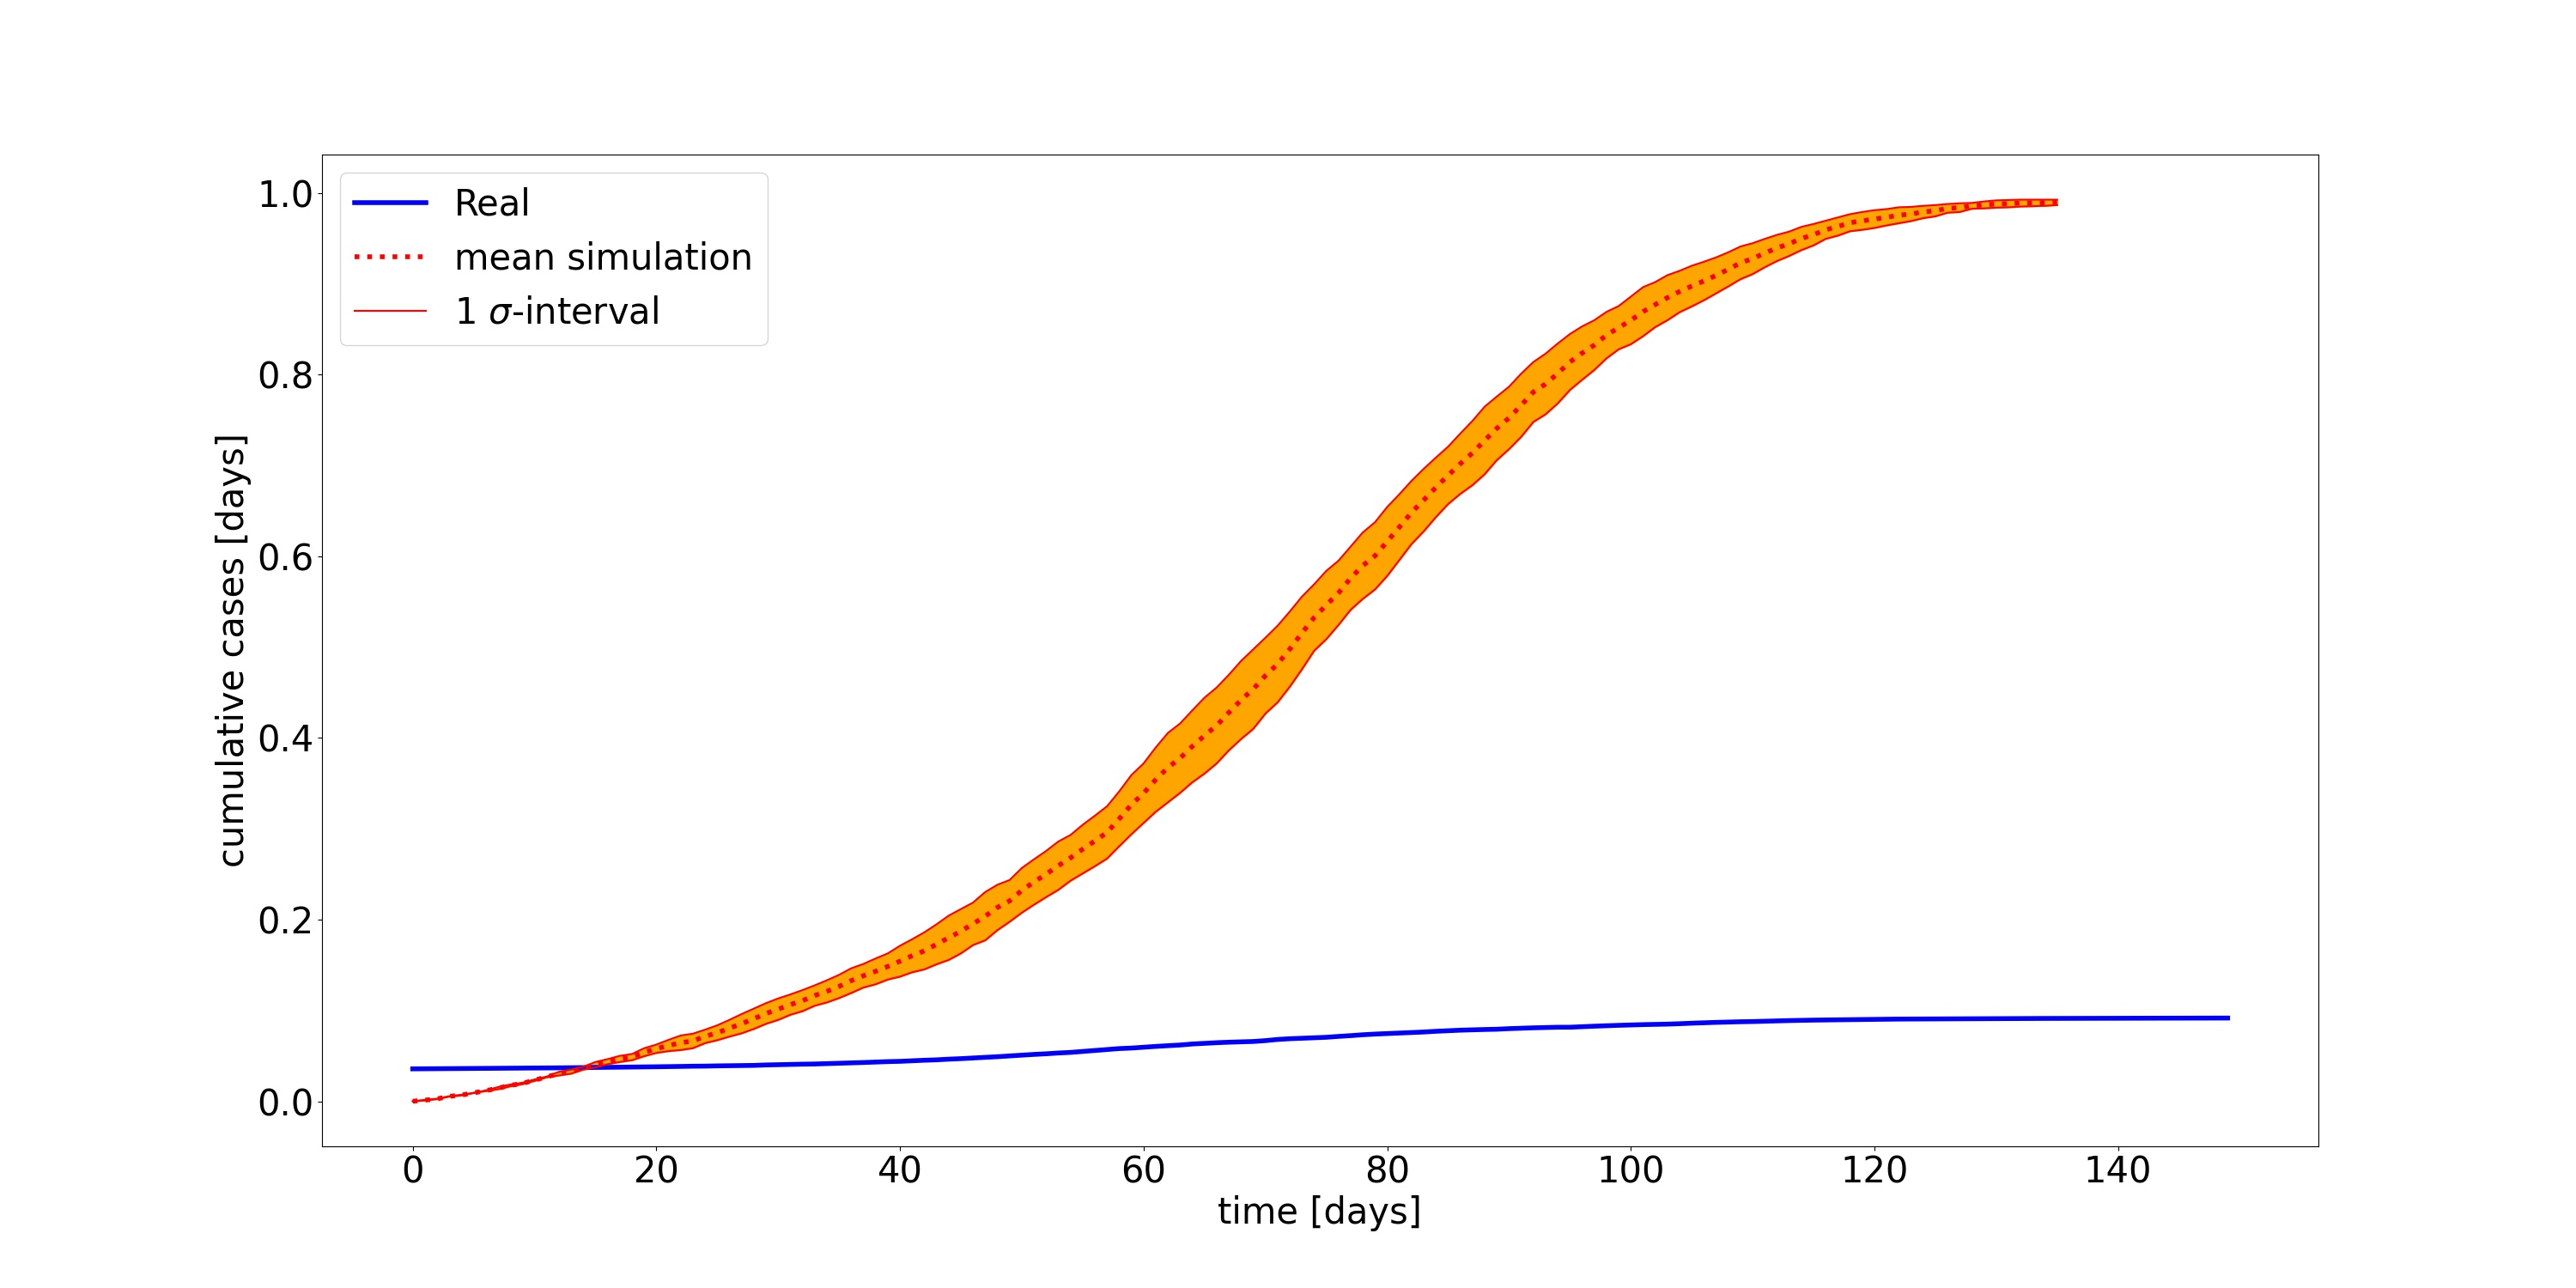 Real
mean simulation
1 σ-interval
1.0
0.8
0.6
0.4
0.2
0.0
cumulative cases [days]
0 20 40 60 80 100 120 140
time [days]